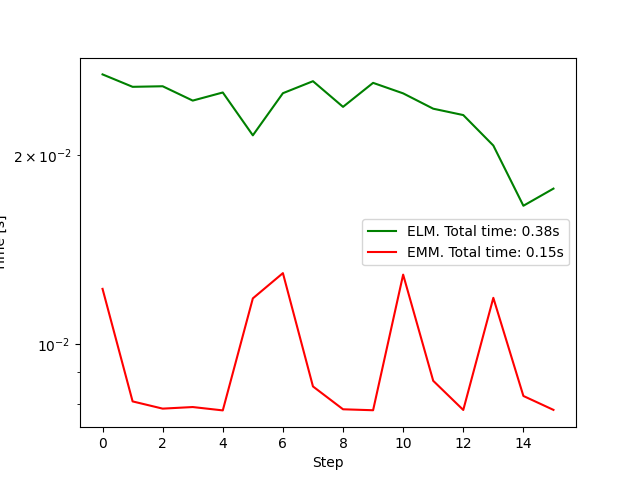 2 × 10⁻²
10⁻²
Time [s]
ELM. Total time: 0.38s
EMM. Total time: 0.15s
0 2 4 6 8 10 12 14
Step